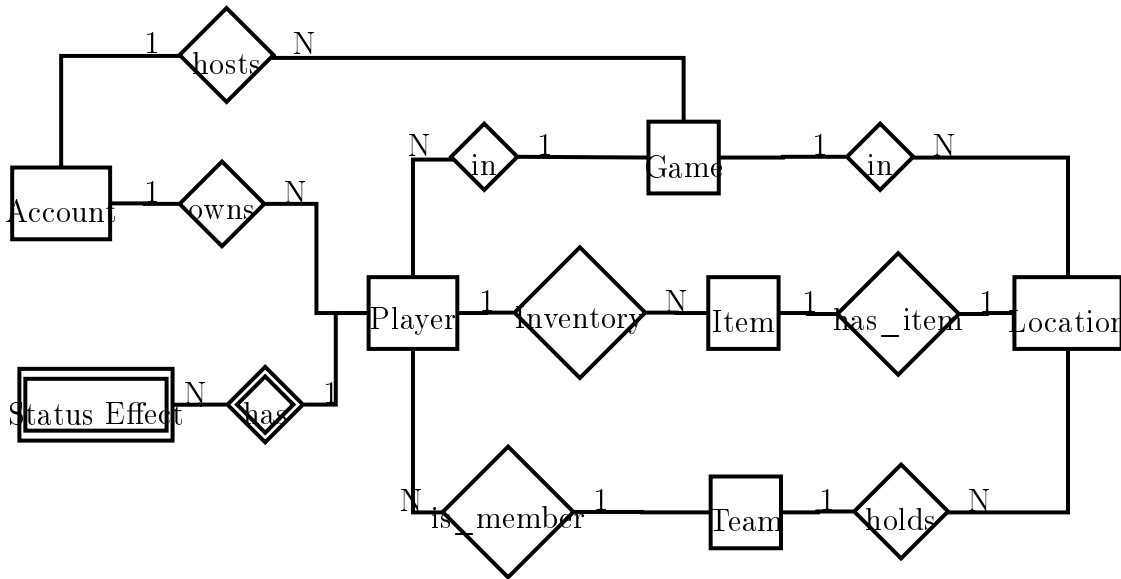 1 hosts N
N in 1 Game 1 in N
Account 1 owns N
Player 1 Inventory N Item 1 has_item 1 Location
Status Effect N has 1
N is_member 1 Team 1 holds N